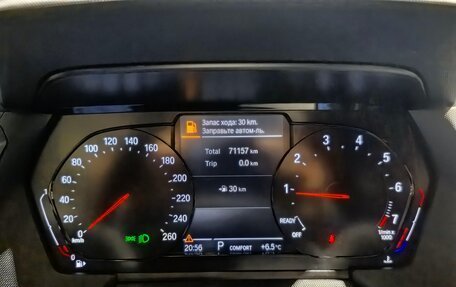 Запас хода: 30 km.
Заправьте автом-ль.
Total 71157 km
Trip 0.0 km
30 km
0 20 40 60 80 100 120 140 160 180 200 220 240 260
km/h
1 2 3 4 5 6 7
READY
OFF
1/min x 1000
0
20:56 P COMFORT +6.5°C